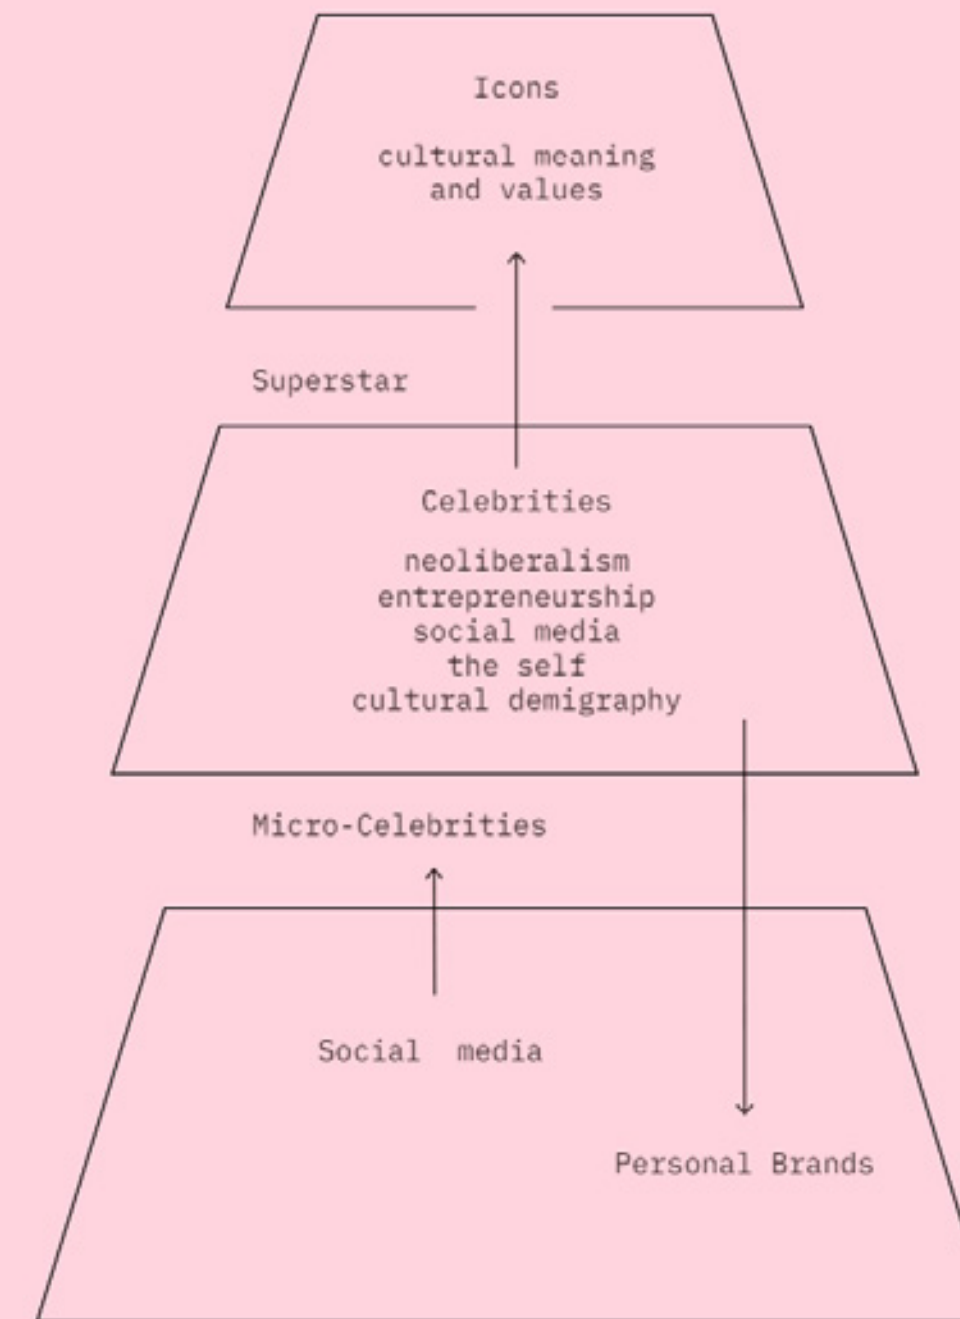 Icons
cultural meaning
and values
Superstar
Celebrities
neoliberalism
entrepreneurship
social media
the self
cultural demigraphy
Micro-Celebrities
Social media
Personal Brands